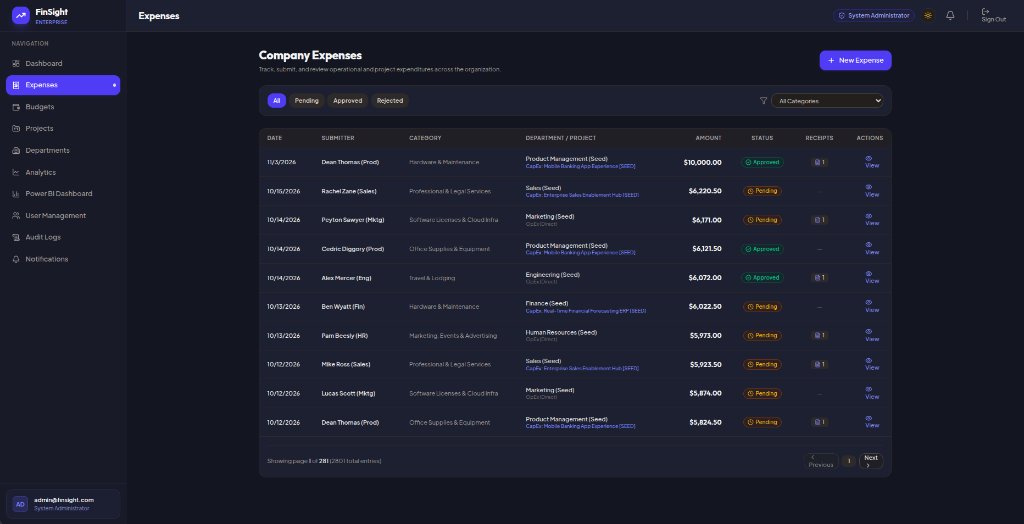 FinSight
ENTERPRISE
Expenses
System Administrator
Sign Out
NAVIGATION
Dashboard
Expenses
Budgets
Projects
Departments
Analytics
Power BI Dashboard
User Management
Audit Logs
Notifications
Company Expenses
Track, submit, and review operational and project expenditures across the organization.
+ New Expense
All Pending Approved Rejected
All Categories
DATE SUBMITTER CATEGORY DEPARTMENT / PROJECT AMOUNT STATUS RECEIPTS ACTIONS
11/3/2026 Dean Thomas (Prod) Hardware & Maintenance Product Management (Seed) $10,000.00 Approved 1 View
CapEx: Mobile Banking App Experience [SEED]
10/15/2026 Rachel Zane (Sales) Professional & Legal Services Sales (Seed) $6,220.50 Pending — View
CapEx: Enterprise Sales Enablement Hub [SEED]
10/14/2026 Peyton Sawyer (Mktg) Software Licenses & Cloud Infra Marketing (Seed) $6,171.00 Pending 1 View
OpEx (Direct)
10/14/2026 Cedric Diggory (Prod) Office Supplies & Equipment Product Management (Seed) $6,121.50 Approved — View
CapEx: Mobile Banking App Experience [SEED]
10/14/2026 Alex Mercer (Eng) Travel & Lodging Engineering (Seed) $6,072.00 Approved 1 View
OpEx (Direct)
10/13/2026 Ben Wyatt (Fin) Hardware & Maintenance Finance (Seed) $6,022.50 Pending — View
CapEx: Real-Time Financial Forecasting ERP [SEED]
10/13/2026 Pam Beesly (HR) Marketing, Events & Advertising Human Resources (Seed) $5,973.00 Pending 1 View
OpEx (Direct)
10/12/2026 Mike Ross (Sales) Professional & Legal Services Sales (Seed) $5,923.50 Pending 1 View
CapEx: Enterprise Sales Enablement Hub [SEED]
10/12/2026 Lucas Scott (Mktg) Software Licenses & Cloud Infra Marketing (Seed) $5,874.00 Pending — View
OpEx (Direct)
10/12/2026 Dean Thomas (Prod) Office Supplies & Equipment Product Management (Seed) $5,824.50 Pending 1 View
CapEx: Mobile Banking App Experience [SEED]
Showing page 1 of 281 (2801 total entries)
Previous 1 Next
AD
admin@finsight.com
System Administrator